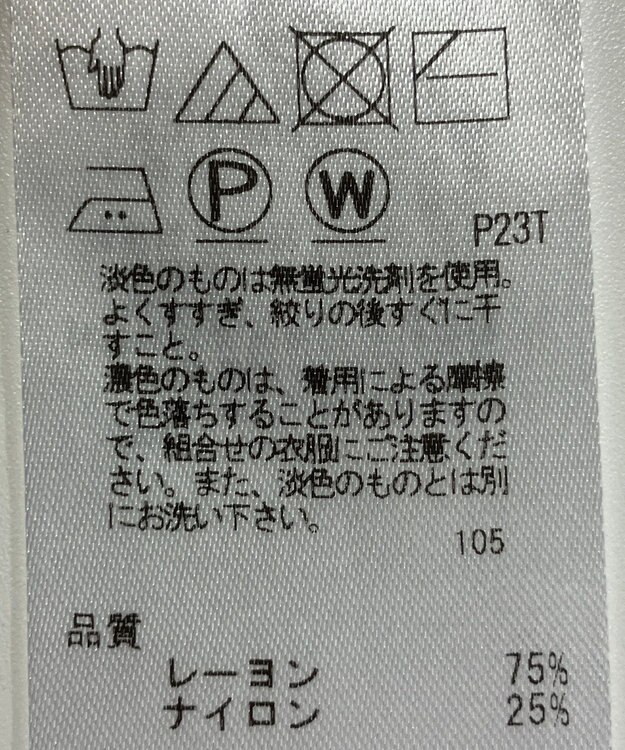 P
W
P23T
淡色のものは無蛍光洗剤を使用。
よくすすぎ、絞りの後すぐに干
すこと。
濃色のものは、着用による摩擦
で色落ちすることがありますの
で、組合せの衣服にご注意くだ
さい。また、淡色のものとは別
にお洗い下さい。
105
品質
レーヨン 75%
ナイロン 25%